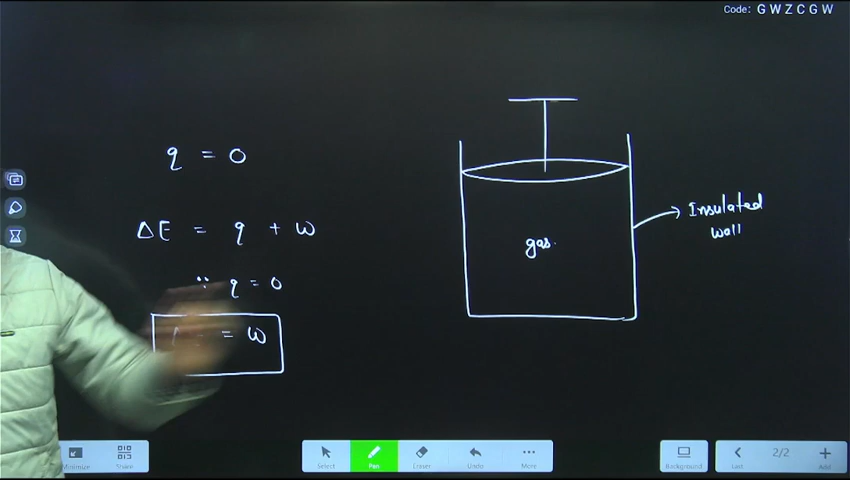 Code: GWZCGW
q = 0
ΔE = q + w
∵ q = 0
= w
gas.
Insulated
wall
Minimize
Share
Select
Pen
Eraser
Undo
More
Background
Last
2/2
Add